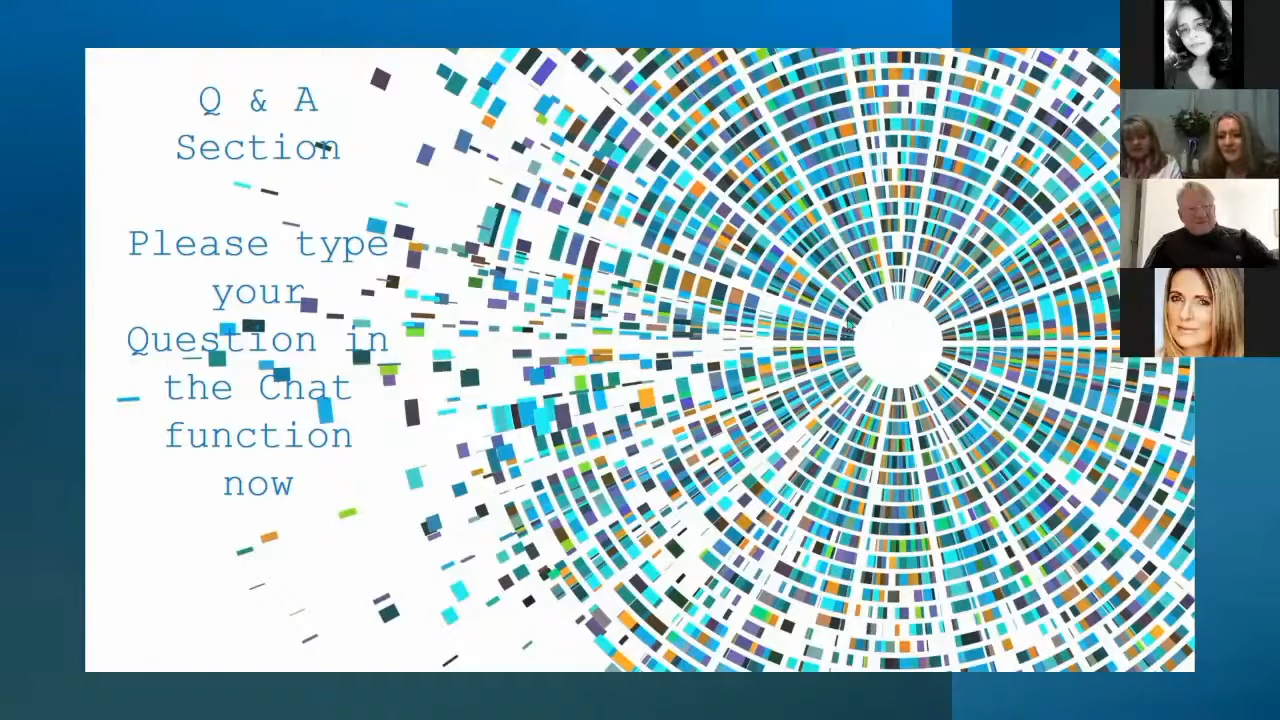 Q & A
Section
Please type
your
Question in
the Chat
function
now